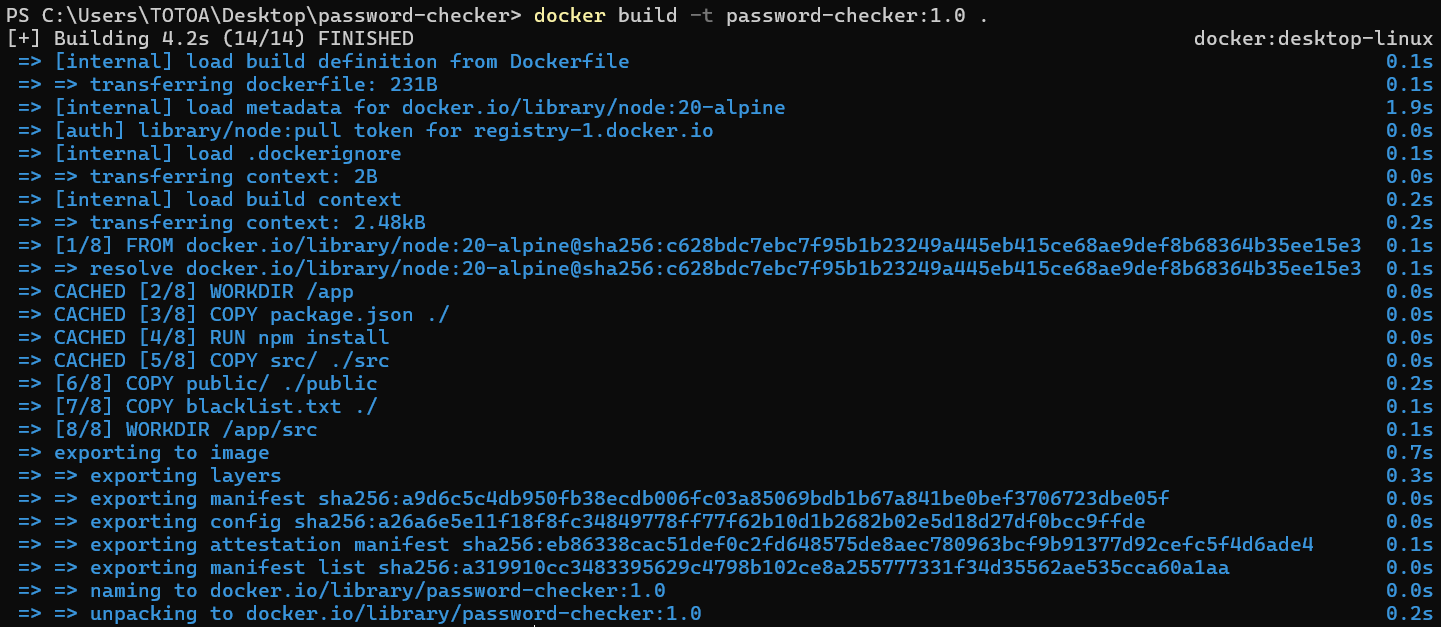 PS C:\Users\TOTOA\Desktop\password-checker> docker build -t password-checker:1.0 .
[+] Building 4.2s (14/14) FINISHED docker:desktop-linux
=> [internal] load build definition from Dockerfile 0.1s
=> => transferring dockerfile: 231B 0.1s
=> [internal] load metadata for docker.io/library/node:20-alpine 1.9s
=> [auth] library/node:pull token for registry-1.docker.io 0.0s
=> [internal] load .dockerignore 0.1s
=> => transferring context: 2B 0.0s
=> [internal] load build context 0.2s
=> => transferring context: 2.48kB 0.2s
=> [1/8] FROM docker.io/library/node:20-alpine@sha256:c628bdc7ebc7f95b1b23249a445eb415ce68ae9def8b68364b35ee15e3 0.1s
=> => resolve docker.io/library/node:20-alpine@sha256:c628bdc7ebc7f95b1b23249a445eb415ce68ae9def8b68364b35ee15e3 0.1s
=> CACHED [2/8] WORKDIR /app 0.0s
=> CACHED [3/8] COPY package.json ./ 0.0s
=> CACHED [4/8] RUN npm install 0.0s
=> CACHED [5/8] COPY src/ ./src 0.0s
=> [6/8] COPY public/ ./public 0.2s
=> [7/8] COPY blacklist.txt ./ 0.1s
=> [8/8] WORKDIR /app/src 0.1s
=> exporting to image 0.7s
=> => exporting layers 0.3s
=> => exporting manifest sha256:a9d6c5c4db950fb38ecdb006fc03a85069bdb1b67a841be0bef3706723dbe05f 0.0s
=> => exporting config sha256:a26a6e5e11f18f8fc34849778ff77f62b10d1b2682b02e5d18d27df0bcc9ffde 0.0s
=> => exporting attestation manifest sha256:eb86338cac51def0c2fd648575de8aec780963bcf9b91377d92cefc5f4d6ade4 0.1s
=> => exporting manifest list sha256:a319910cc3483395629c4798b102ce8a255777331f34d35562ae535cca60a1aa 0.0s
=> => naming to docker.io/library/password-checker:1.0 0.0s
=> => unpacking to docker.io/library/password-checker:1.0 0.2s